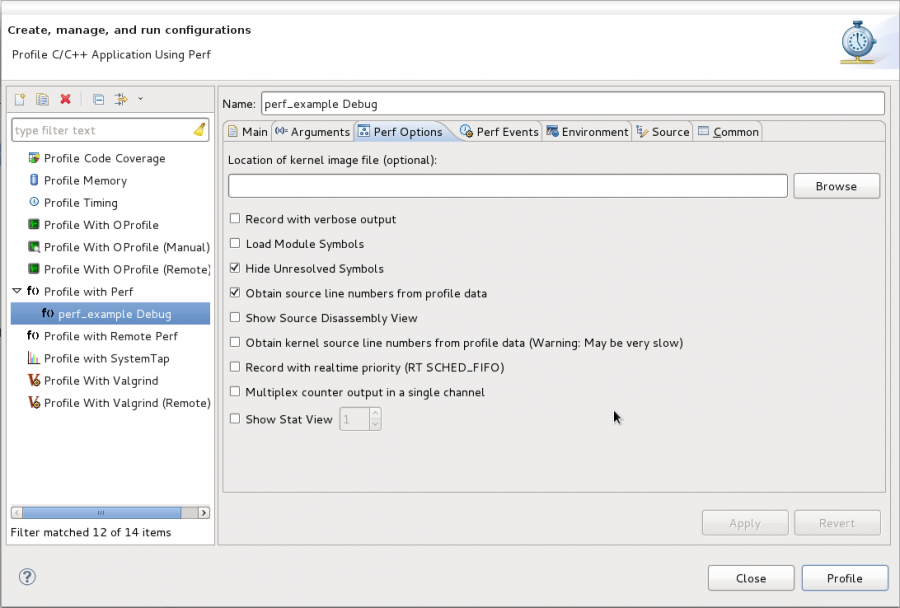 Create, manage, and run configurations
Profile C/C++ Application Using Perf
type filter text
Profile Code Coverage
Profile Memory
Profile Timing
Profile With OProfile
Profile With OProfile (Manual)
Profile With OProfile (Remote)
Profile with Perf
perf_example Debug
Profile with Remote Perf
Profile with SystemTap
Profile With Valgrind
Profile With Valgrind (Remote)
Filter matched 12 of 14 items
Name: perf_example Debug
Main Arguments Perf Options Perf Events Environment Source Common
Location of kernel image file (optional):
Browse
Record with verbose output
Load Module Symbols
Hide Unresolved Symbols
Obtain source line numbers from profile data
Show Source Disassembly View
Obtain kernel source line numbers from profile data (Warning: May be very slow)
Record with realtime priority (RT SCHED_FIFO)
Multiplex counter output in a single channel
Show Stat View 1
Apply Revert
Close Profile